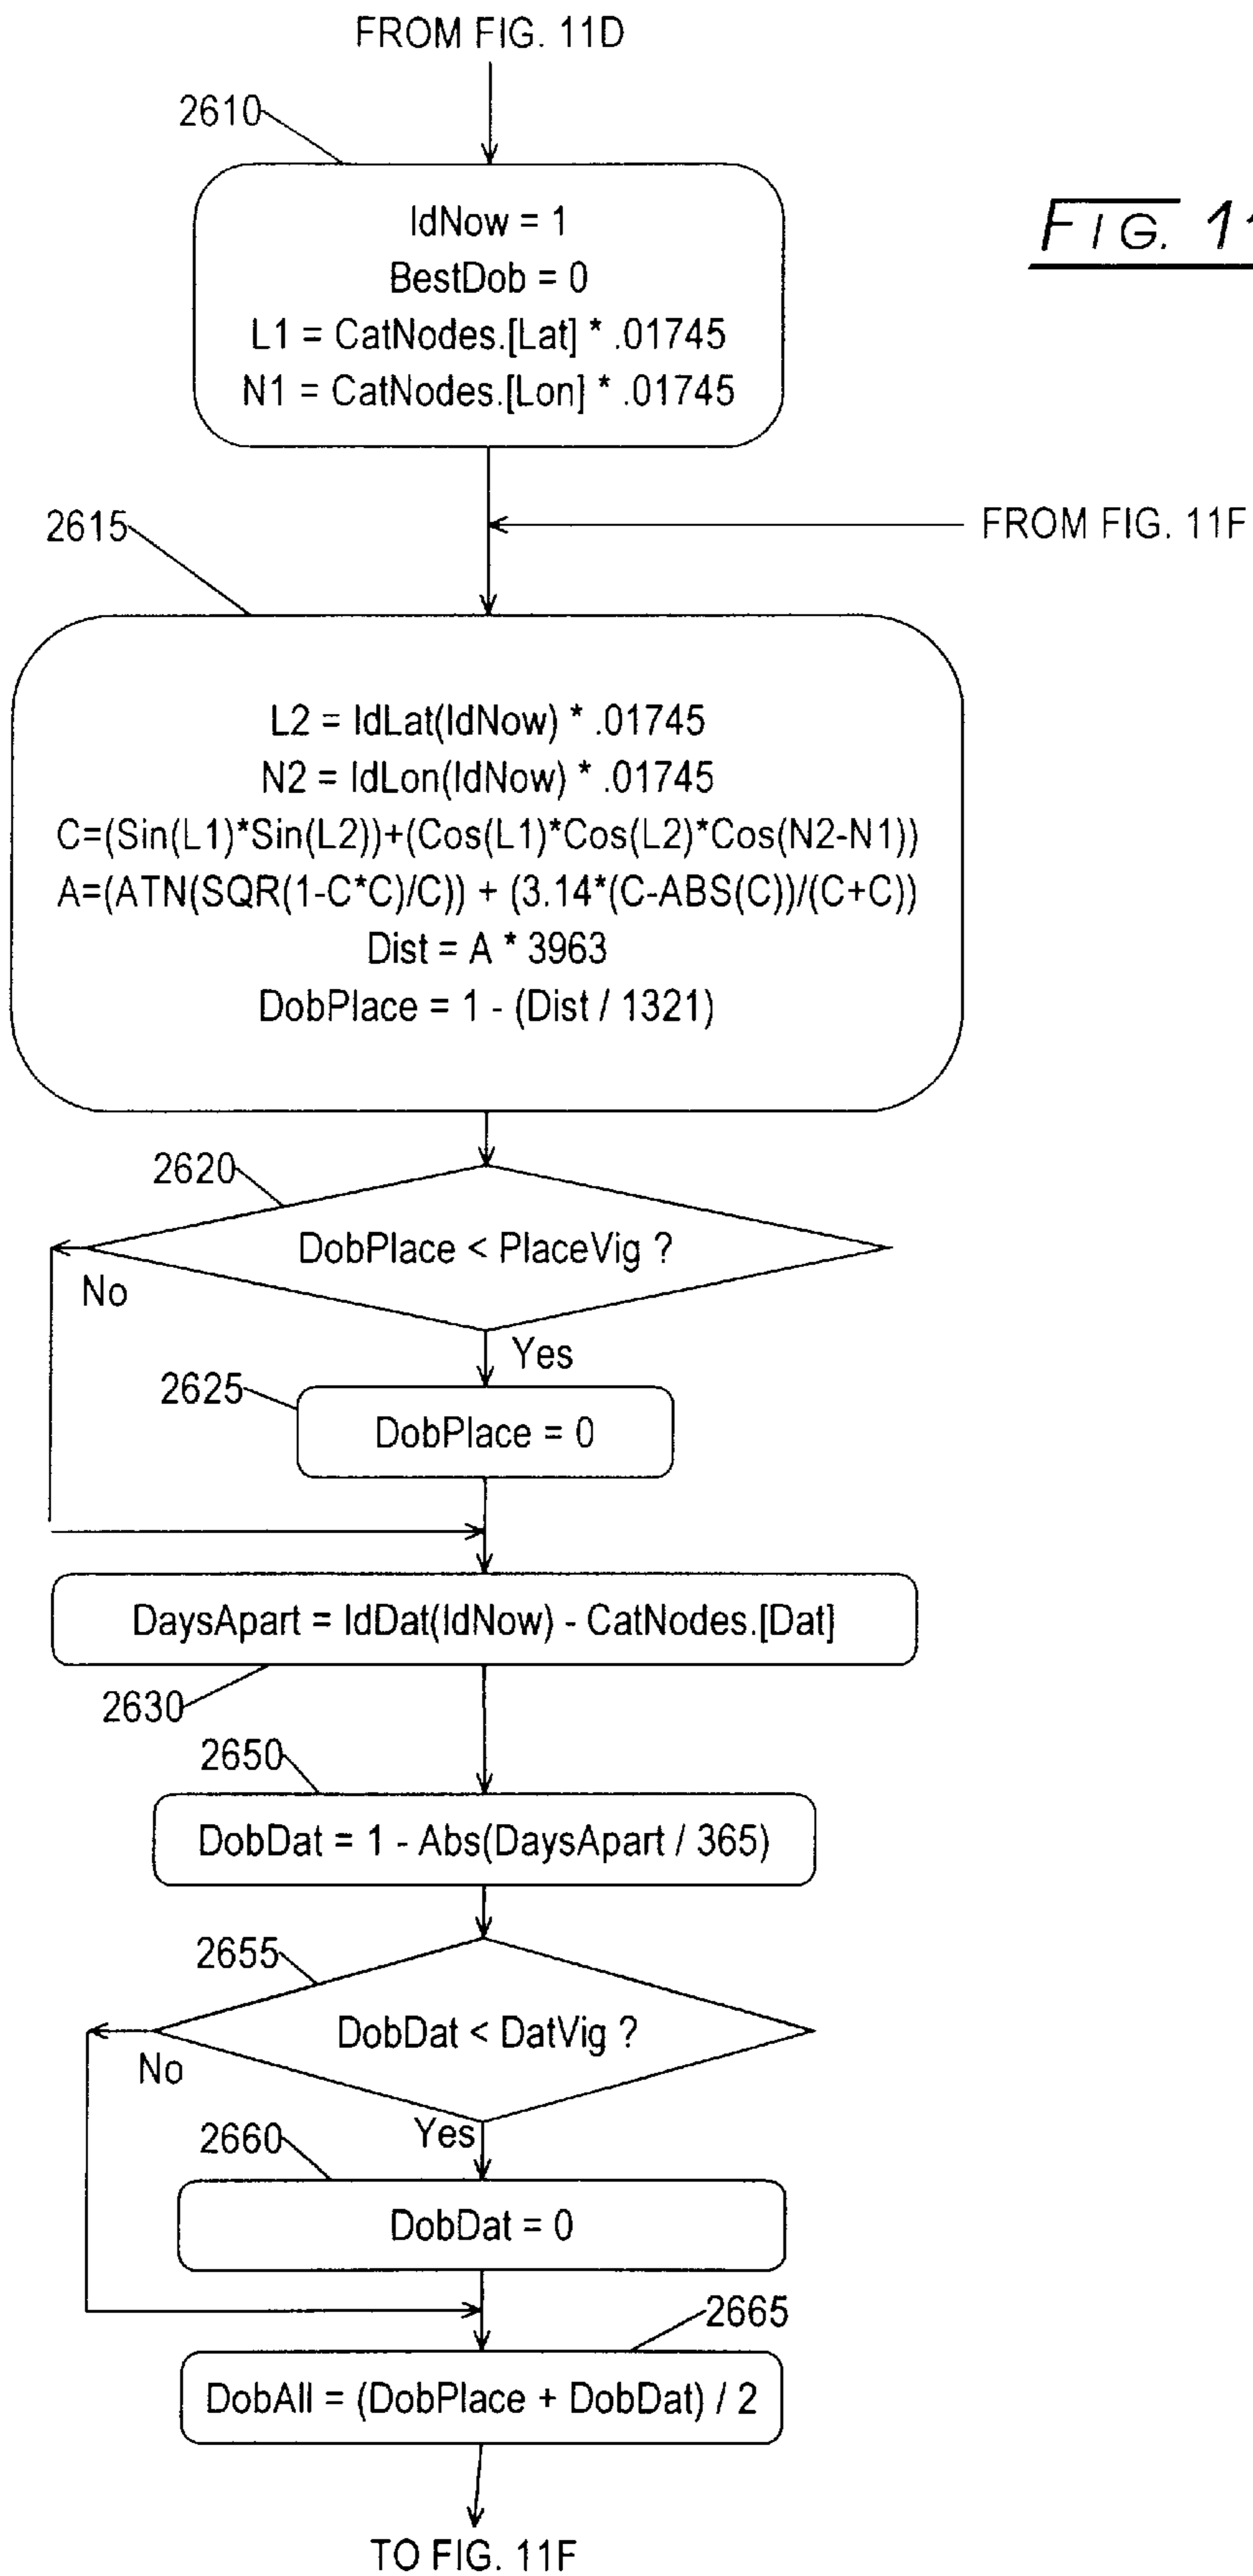 FROM FIG. 11D
2610
IdNow = 1
BestDob = 0
L1 = CatNodes.[Lat] * .01745
N1 = CatNodes.[Lon] * .01745
FIG. 11
FROM FIG. 11F
2615
L2 = IdLat(IdNow) * .01745
N2 = IdLon(IdNow) * .01745
C=(Sin(L1)*Sin(L2))+(Cos(L1)*Cos(L2)*Cos(N2-N1))
A=(ATN(SQR(1-C*C)/C)) + (3.14*(C-ABS(C))/(C+C))
Dist = A * 3963
DobPlace = 1 - (Dist / 1321)
2620
DobPlace < PlaceVig ?
No
Yes
2625
DobPlace = 0
DaysApart = IdDat(IdNow) - CatNodes.[Dat]
2630
2650
DobDat = 1 - Abs(DaysApart / 365)
2655
DobDat < DatVig ?
No
Yes
2660
DobDat = 0
2665
DobAll = (DobPlace + DobDat) / 2
TO FIG. 11F